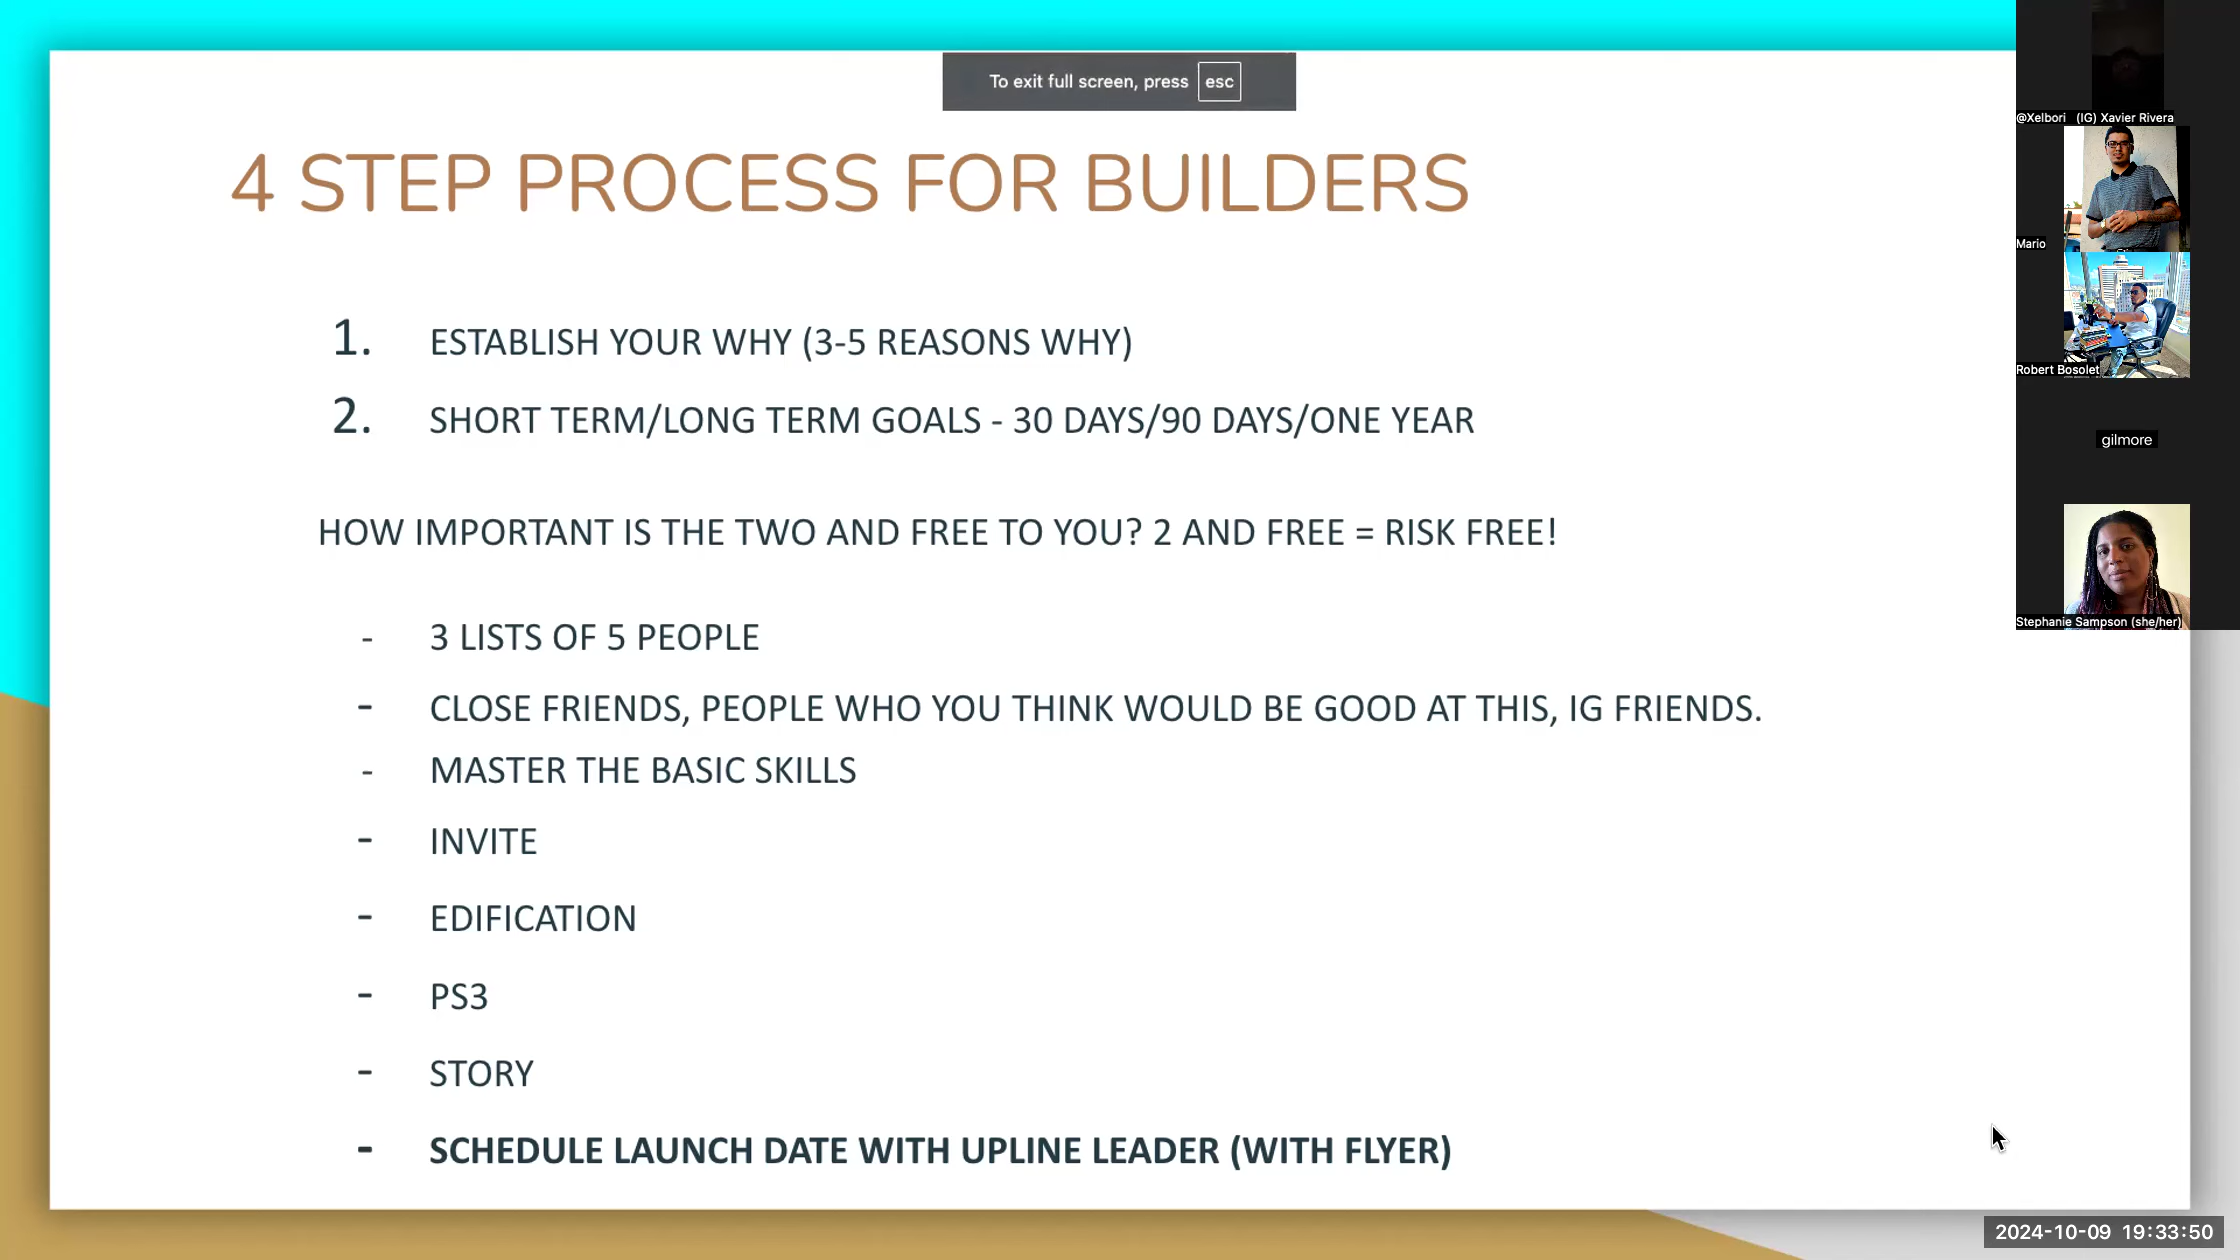 To exit full screen, press esc
4 STEP PROCESS FOR BUILDERS
1. ESTABLISH YOUR WHY (3-5 REASONS WHY)
2. SHORT TERM/LONG TERM GOALS - 30 DAYS/90 DAYS/ONE YEAR
HOW IMPORTANT IS THE TWO AND FREE TO YOU? 2 AND FREE = RISK FREE!
- 3 LISTS OF 5 PEOPLE
- CLOSE FRIENDS, PEOPLE WHO YOU THINK WOULD BE GOOD AT THIS, IG FRIENDS.
- MASTER THE BASIC SKILLS
- INVITE
- EDIFICATION
- PS3
- STORY
- SCHEDULE LAUNCH DATE WITH UPLINE LEADER (WITH FLYER)
@Xelbori (IG) Xavier Rivera
Mario
Robert Bosolet
gilmore
Stephanie Sampson (she/her)
2024-10-09 19:33:50